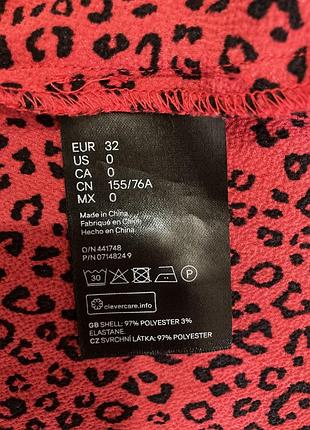 EUR 32
US 0
CA 0
CN 155/76A
MX 0
Made in China
Fabriqué en Chine
Hecho en China
O/N 441748
P/N 0714824 9
30
P
clevercare.info
GB SHELL: 97% POLYESTER 3%
ELASTANE.
CZ SVRCHNÍ LÁTKA: 97% POLYESTER